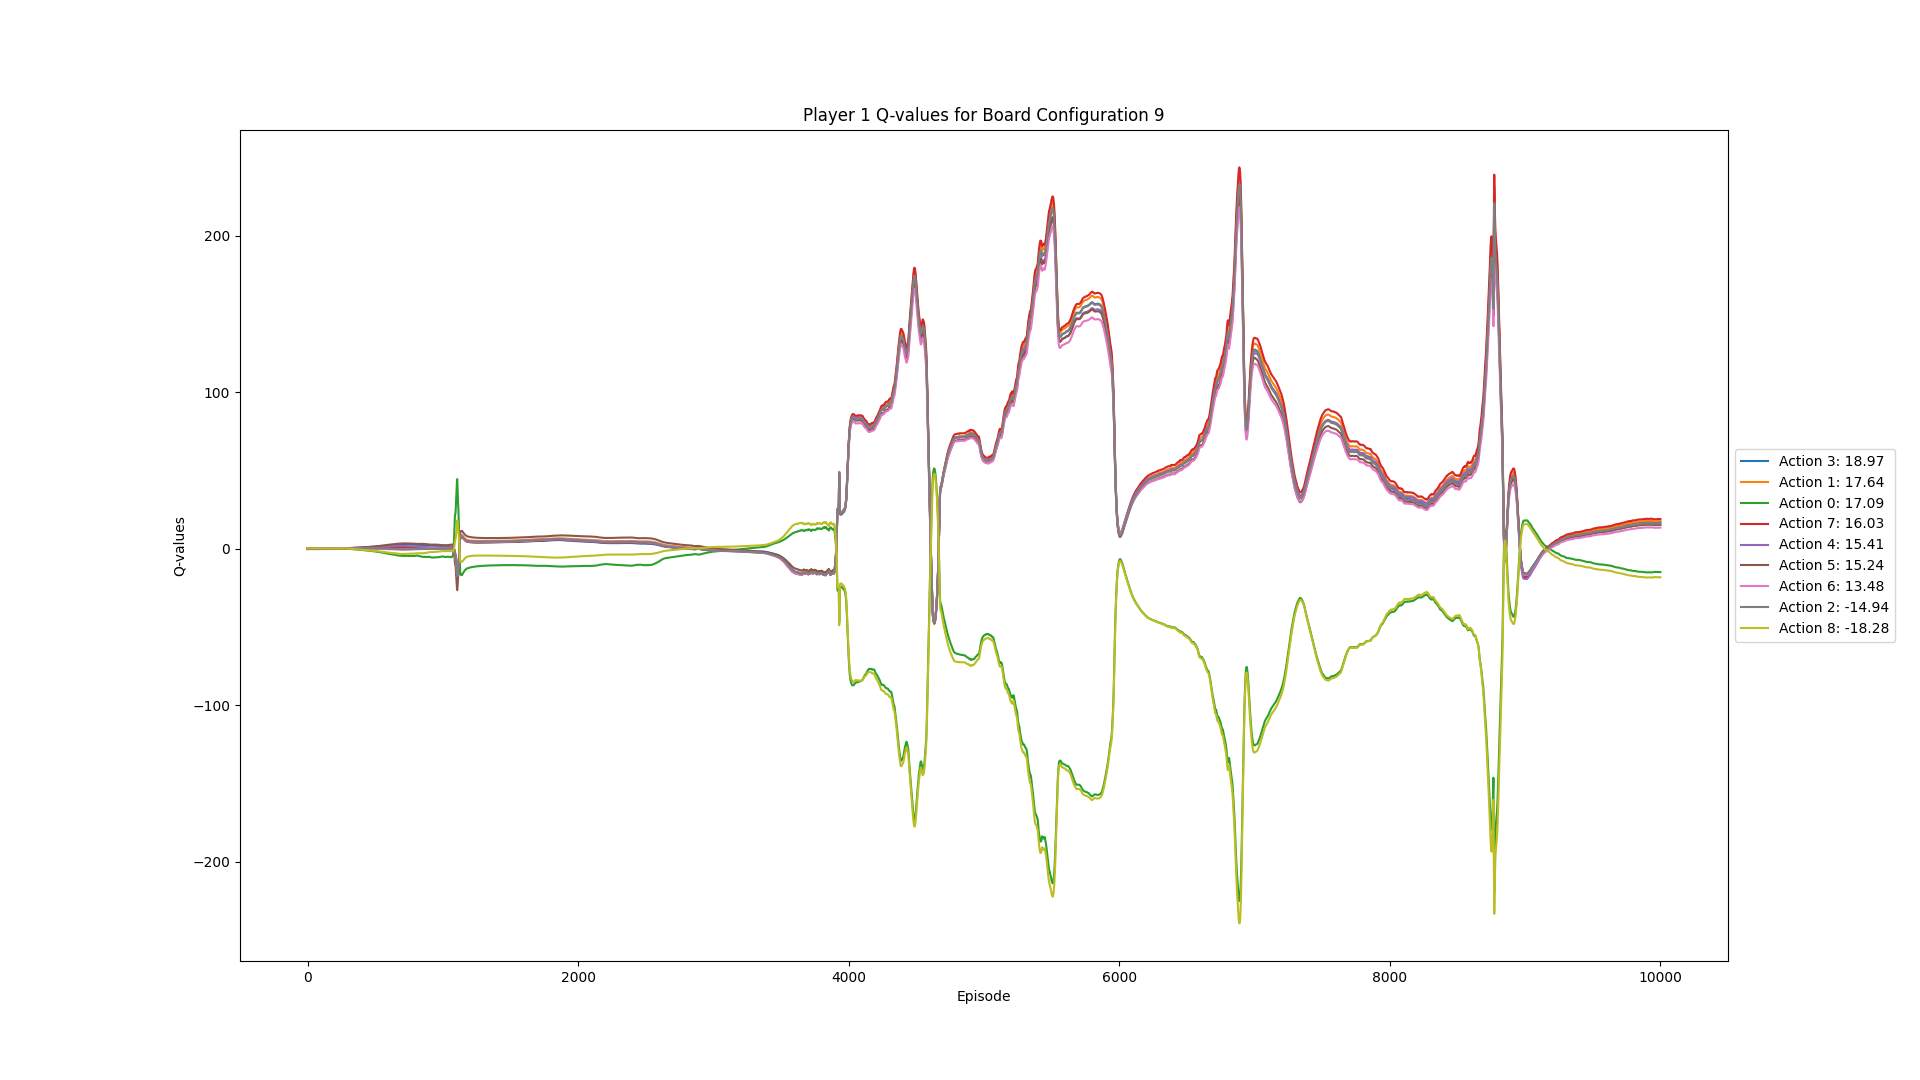 Player 1 Q-values for Board Configuration 9
Q-values
200
100
0
−100
−200
0
2000
4000
6000
8000
10000
Episode
Action 3: 18.97
Action 1: 17.64
Action 0: 17.09
Action 7: 16.03
Action 4: 15.41
Action 5: 15.24
Action 6: 13.48
Action 2: -14.94
Action 8: -18.28